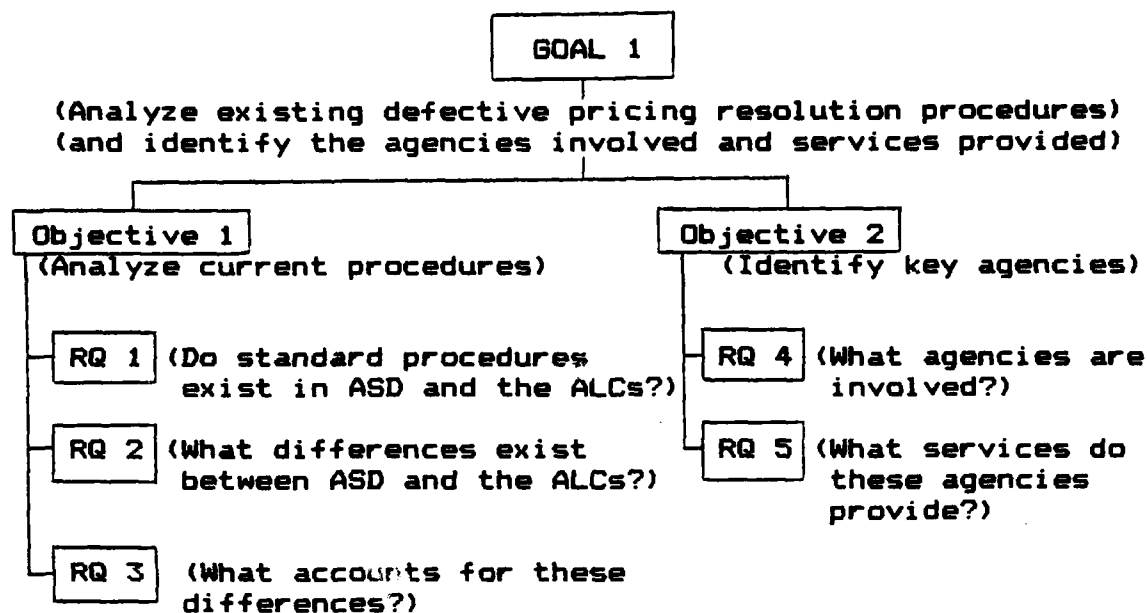 GOAL 1
(Analyze existing defective pricing resolution procedures)
(and identify the agencies involved and services provided)
Objective 1
(Analyze current procedures)
RQ 1 (Do standard procedures
exist in ASD and the ALCs?)
RQ 2 (What differences exist
between ASD and the ALCs?)
RQ 3 (What accounts for these
differences?)
Objective 2
(Identify key agencies)
RQ 4 (What agencies are
involved?)
RQ 5 (What services do
these agencies
provide?)